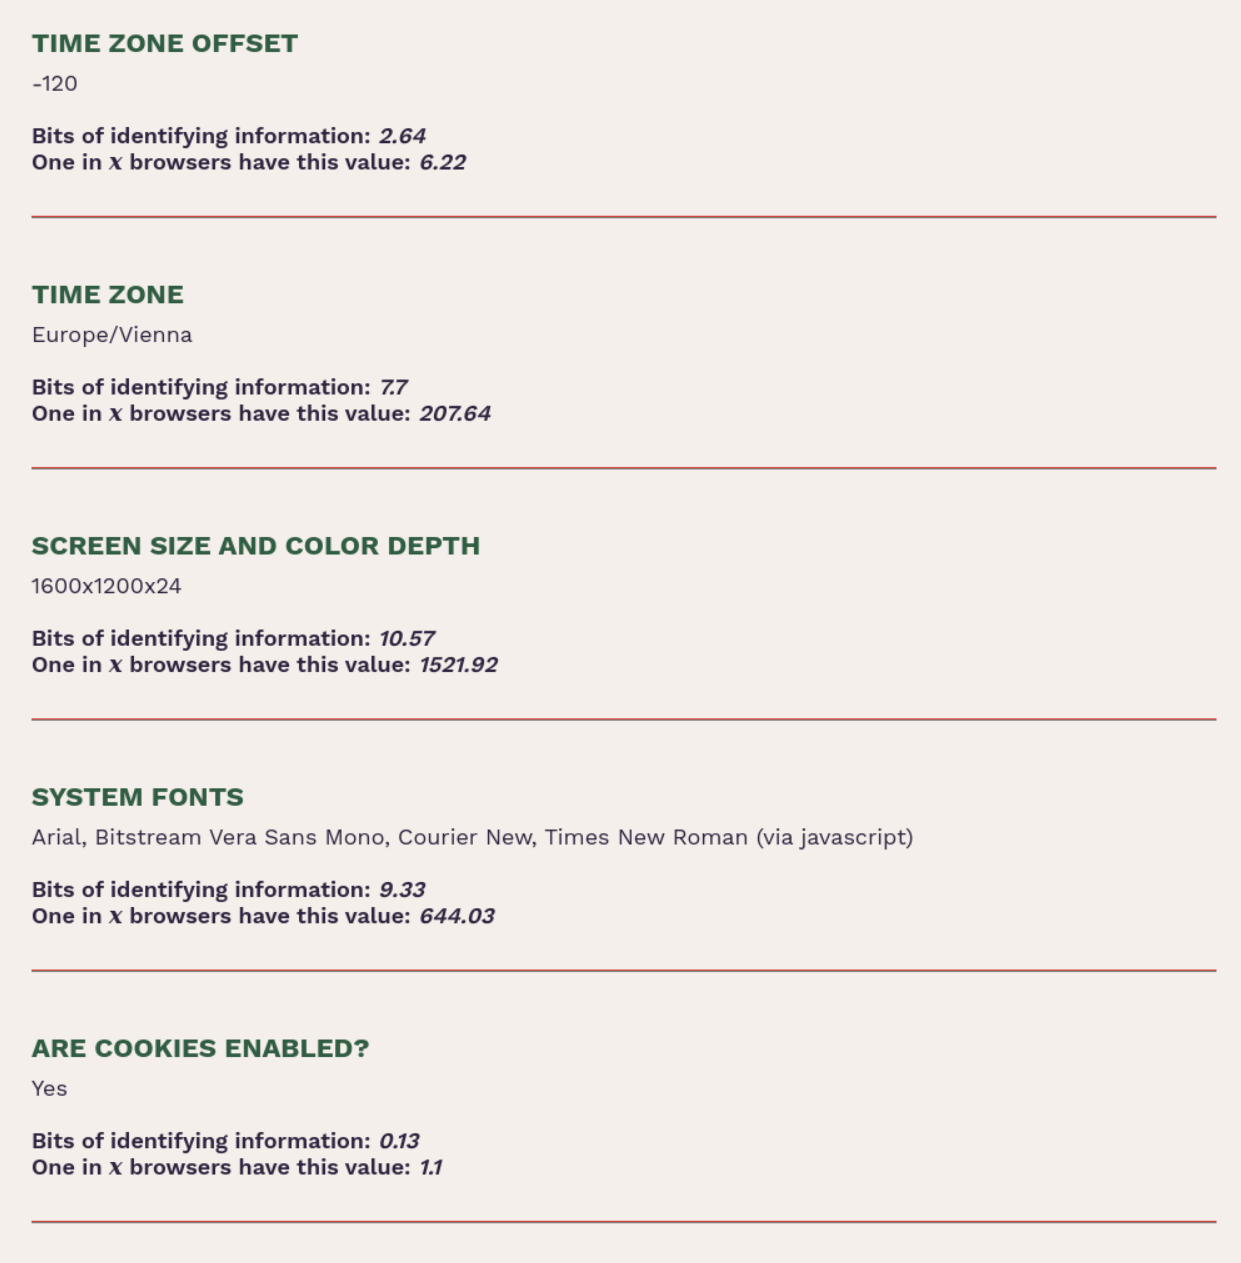 TIME ZONE OFFSET
-120
Bits of identifying information: 2.64
One in x browsers have this value: 6.22
TIME ZONE
Europe/Vienna
Bits of identifying information: 7.7
One in x browsers have this value: 207.64
SCREEN SIZE AND COLOR DEPTH
1600x1200x24
Bits of identifying information: 10.57
One in x browsers have this value: 1521.92
SYSTEM FONTS
Arial, Bitstream Vera Sans Mono, Courier New, Times New Roman (via javascript)
Bits of identifying information: 9.33
One in x browsers have this value: 644.03
ARE COOKIES ENABLED?
Yes
Bits of identifying information: 0.13
One in x browsers have this value: 1.1